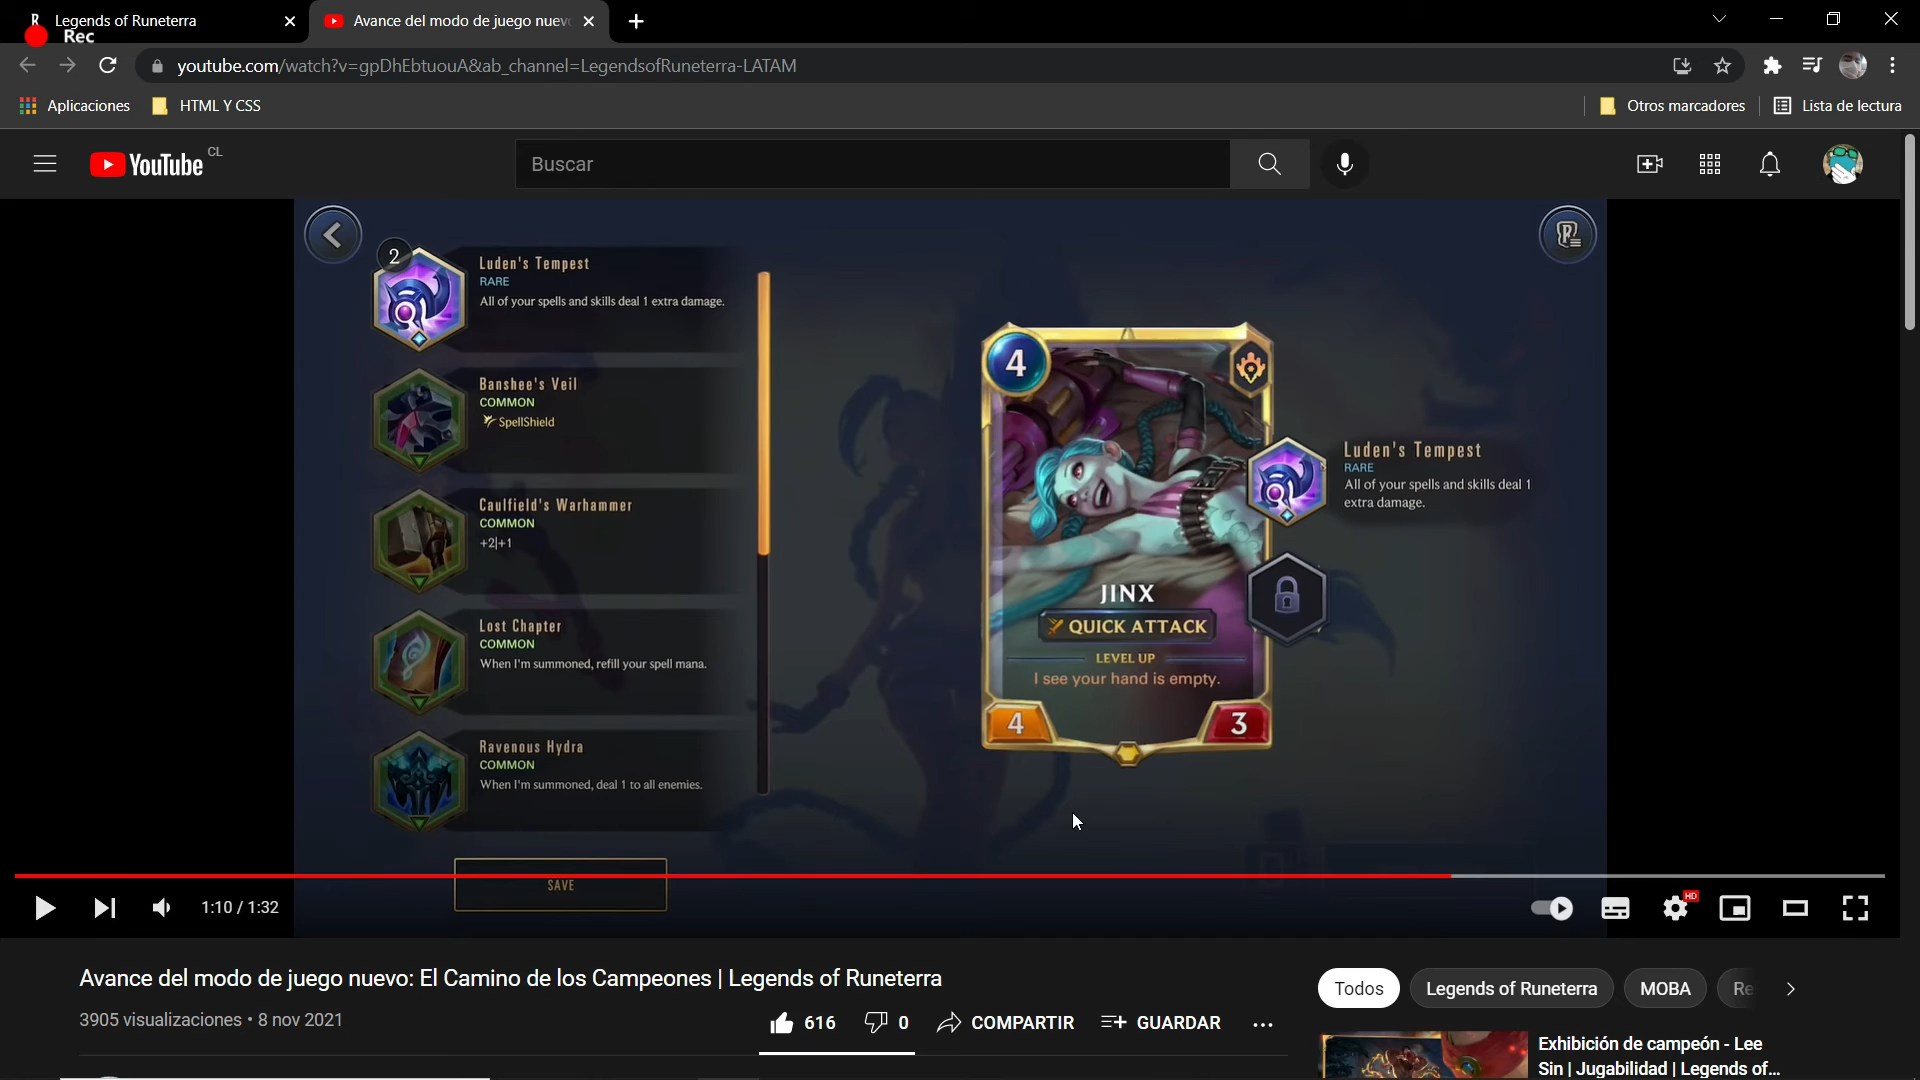 Legends of Runeterra
Avance del modo de juego nuev
Rec
youtube.com/watch?v=gpDhEbtuouA&ab_channel=LegendsofRuneterra-LATAM
Aplicaciones
HTML Y CSS
Otros marcadores
Lista de lectura
YouTube CL
Buscar
2
Luden's Tempest
RARE
All of your spells and skills deal 1 extra damage.
Banshee's Veil
COMMON
SpellShield
Caulfield's Warhammer
COMMON
+2|+1
Lost Chapter
COMMON
When I'm summoned, refill your spell mana.
Ravenous Hydra
COMMON
When I'm summoned, deal 1 to all enemies.
SAVE
4
JINX
QUICK ATTACK
LEVEL UP
I see your hand is empty.
4
3
Luden's Tempest
RARE
All of your spells and skills deal 1
extra damage.
1:10 / 1:32
HD
Avance del modo de juego nuevo: El Camino de los Campeones | Legends of Runeterra
3905 visualizaciones • 8 nov 2021
616
0
COMPARTIR
GUARDAR
Todos
Legends of Runeterra
MOBA
Re
Exhibición de campeón - Lee
Sin | Jugabilidad | Legends of...